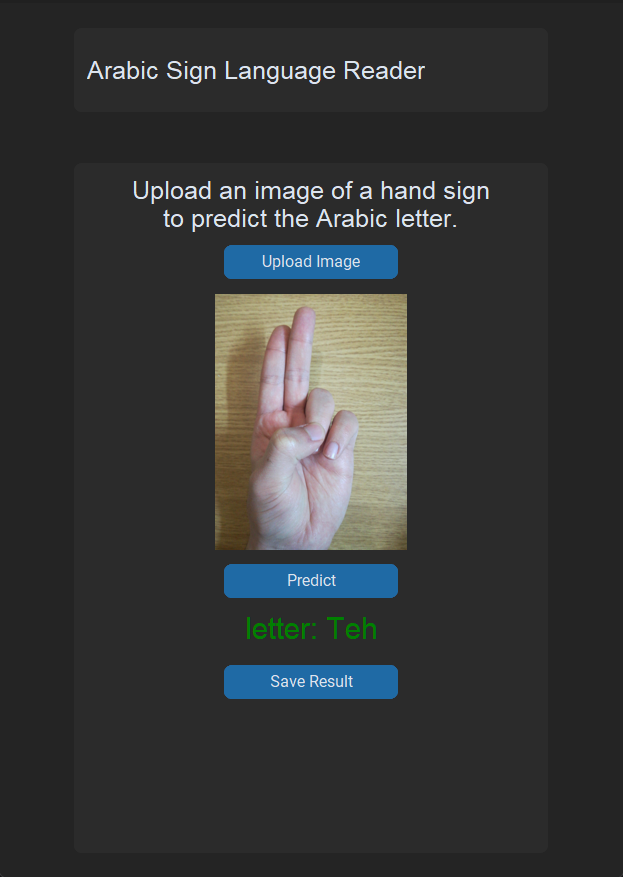 Arabic Sign Language Reader
Upload an image of a hand sign
to predict the Arabic letter.
Upload Image
Predict
letter: Teh
Save Result